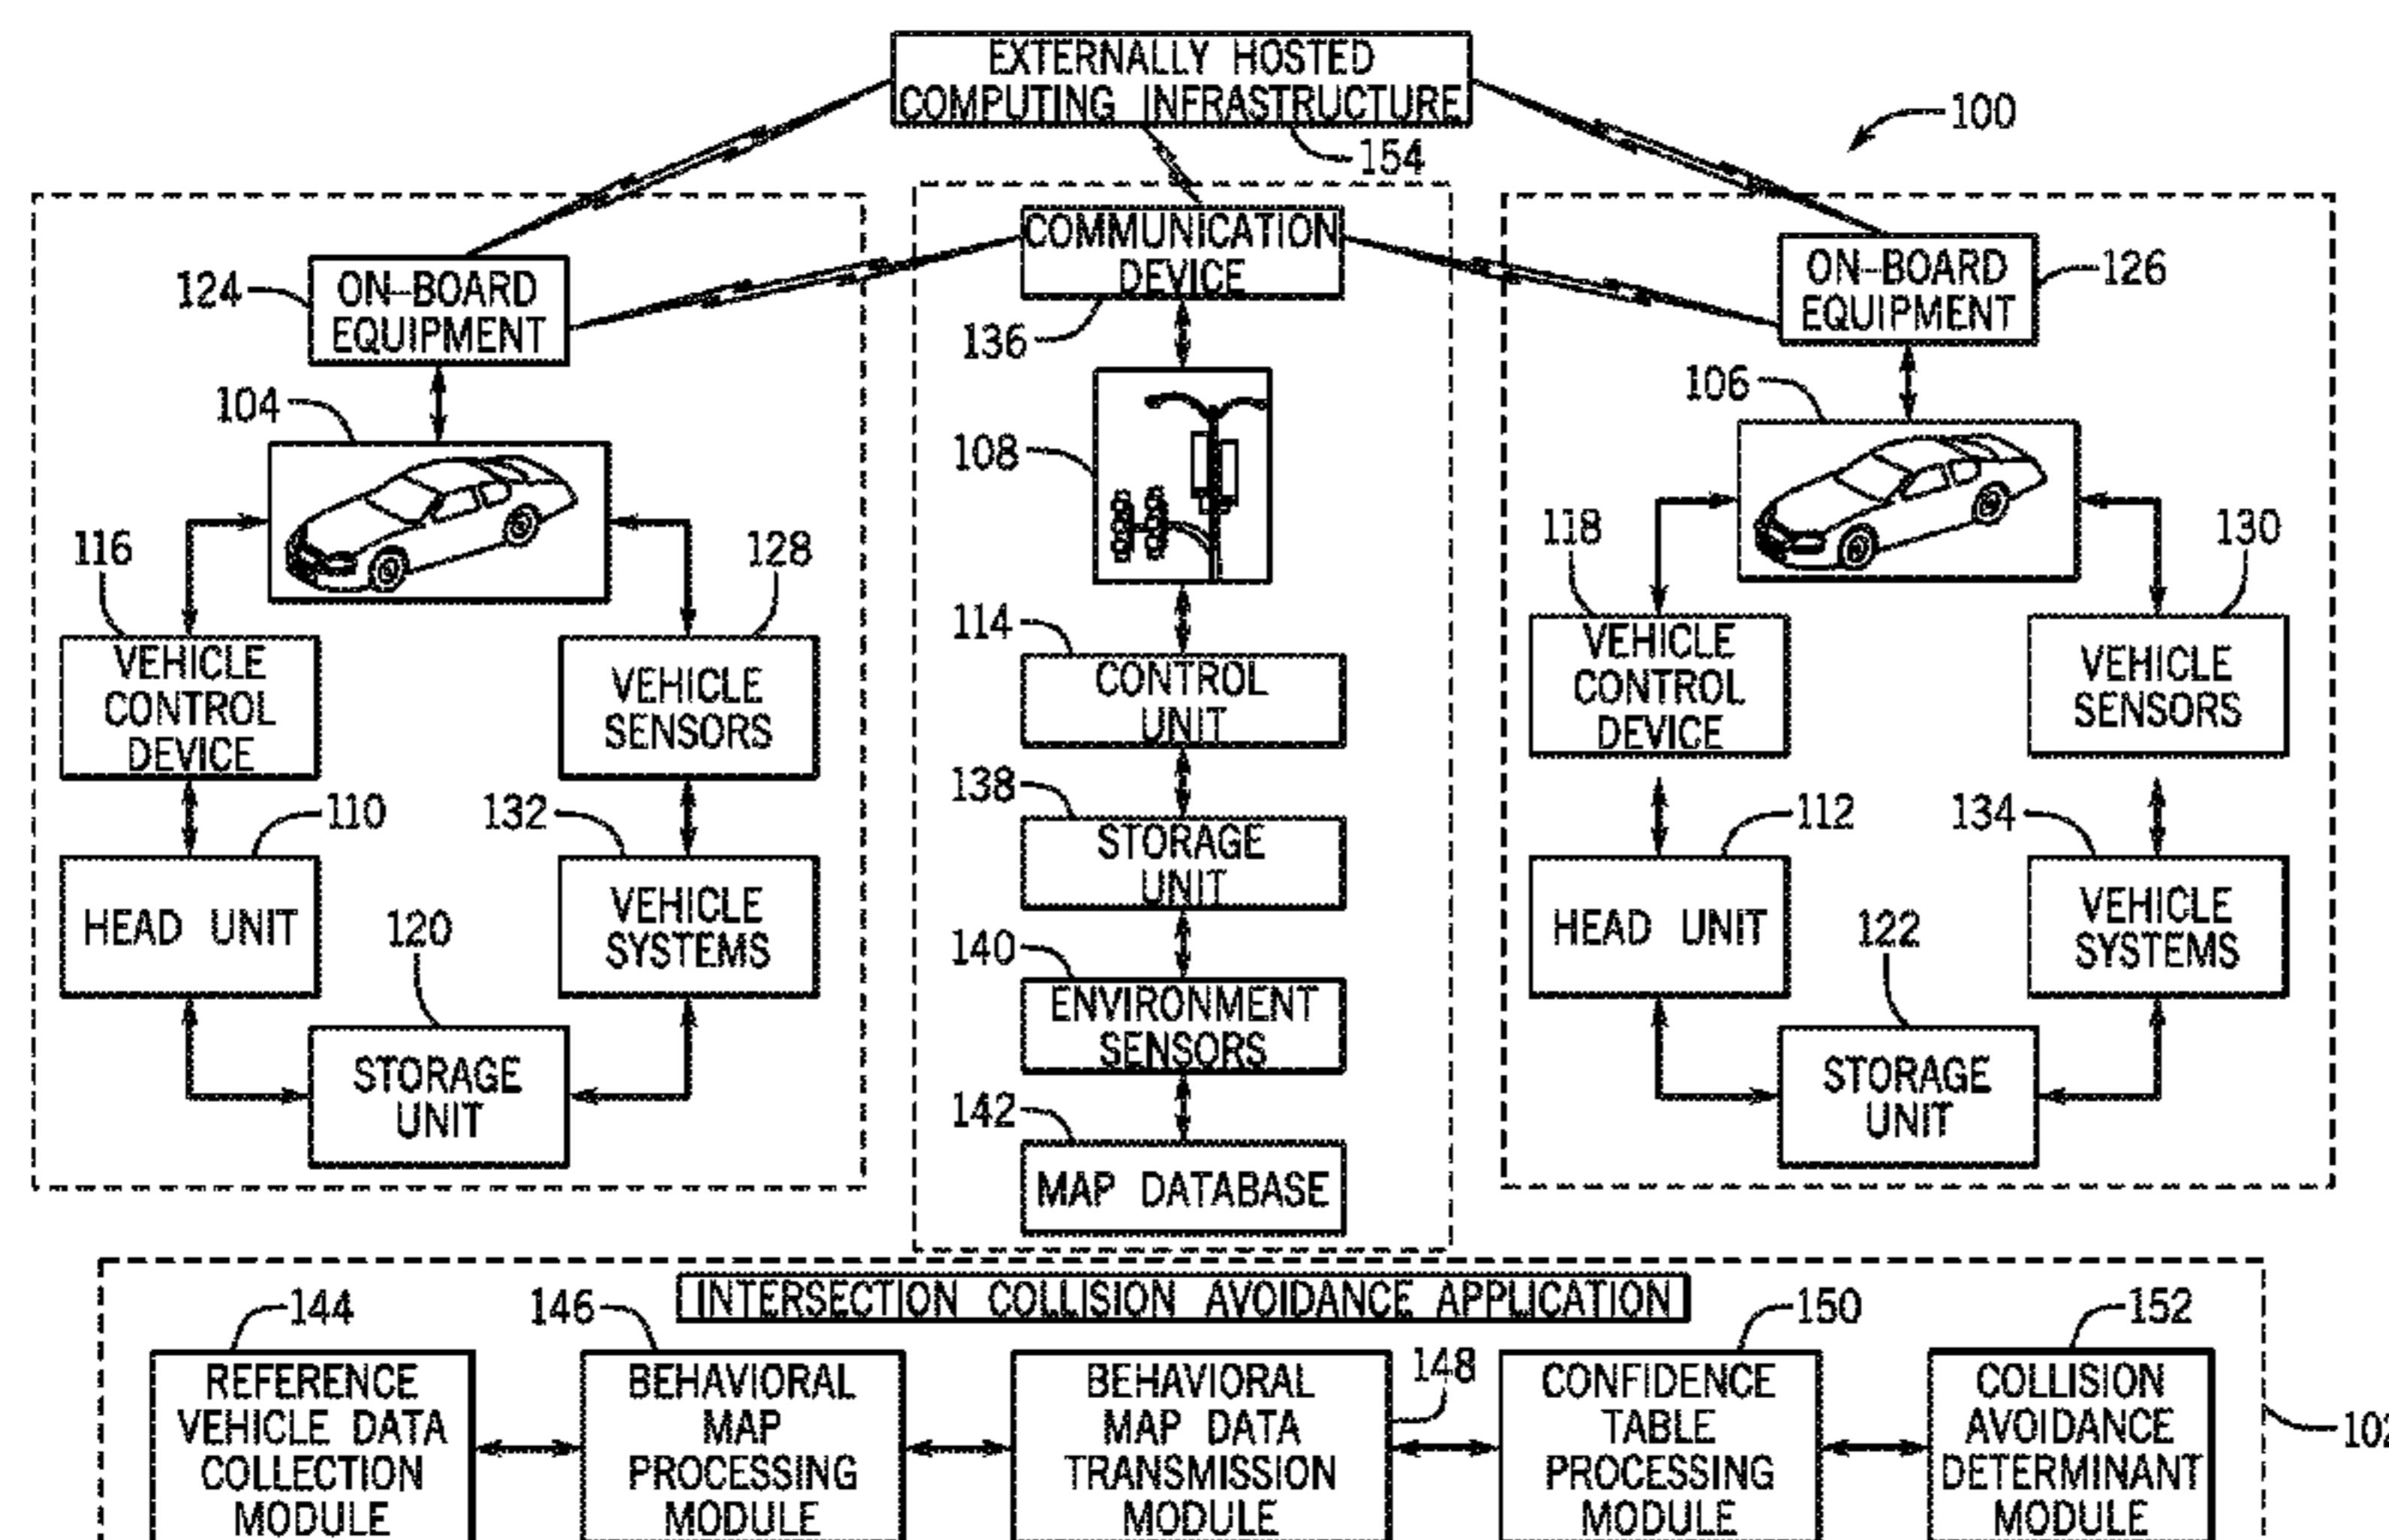 EXTERNALLY HOSTED
COMPUTING INFRASTRUCTURE
154
100
124
ON-BOARD
EQUIPMENT
104
116
128
VEHICLE
CONTROL
DEVICE
VEHICLE
SENSORS
110
132
HEAD UNIT
VEHICLE
SYSTEMS
120
STORAGE
UNIT
COMMUNICATION
DEVICE
136
108
114
CONTROL
UNIT
138
STORAGE
UNIT
140
ENVIRONMENT
SENSORS
142
MAP DATABASE
ON-BOARD
EQUIPMENT
126
106
118
130
VEHICLE
CONTROL
DEVICE
VEHICLE
SENSORS
112
134
HEAD UNIT
VEHICLE
SYSTEMS
122
STORAGE
UNIT
INTERSECTION COLLISION AVOIDANCE APPLICATION
144
REFERENCE
VEHICLE DATA
COLLECTION
MODULE
146
BEHAVIORAL
MAP
PROCESSING
MODULE
148
BEHAVIORAL
MAP DATA
TRANSMISSION
MODULE
150
CONFIDENCE
TABLE
PROCESSING
MODULE
152
COLLISION
AVOIDANCE
DETERMINANT
MODULE
102